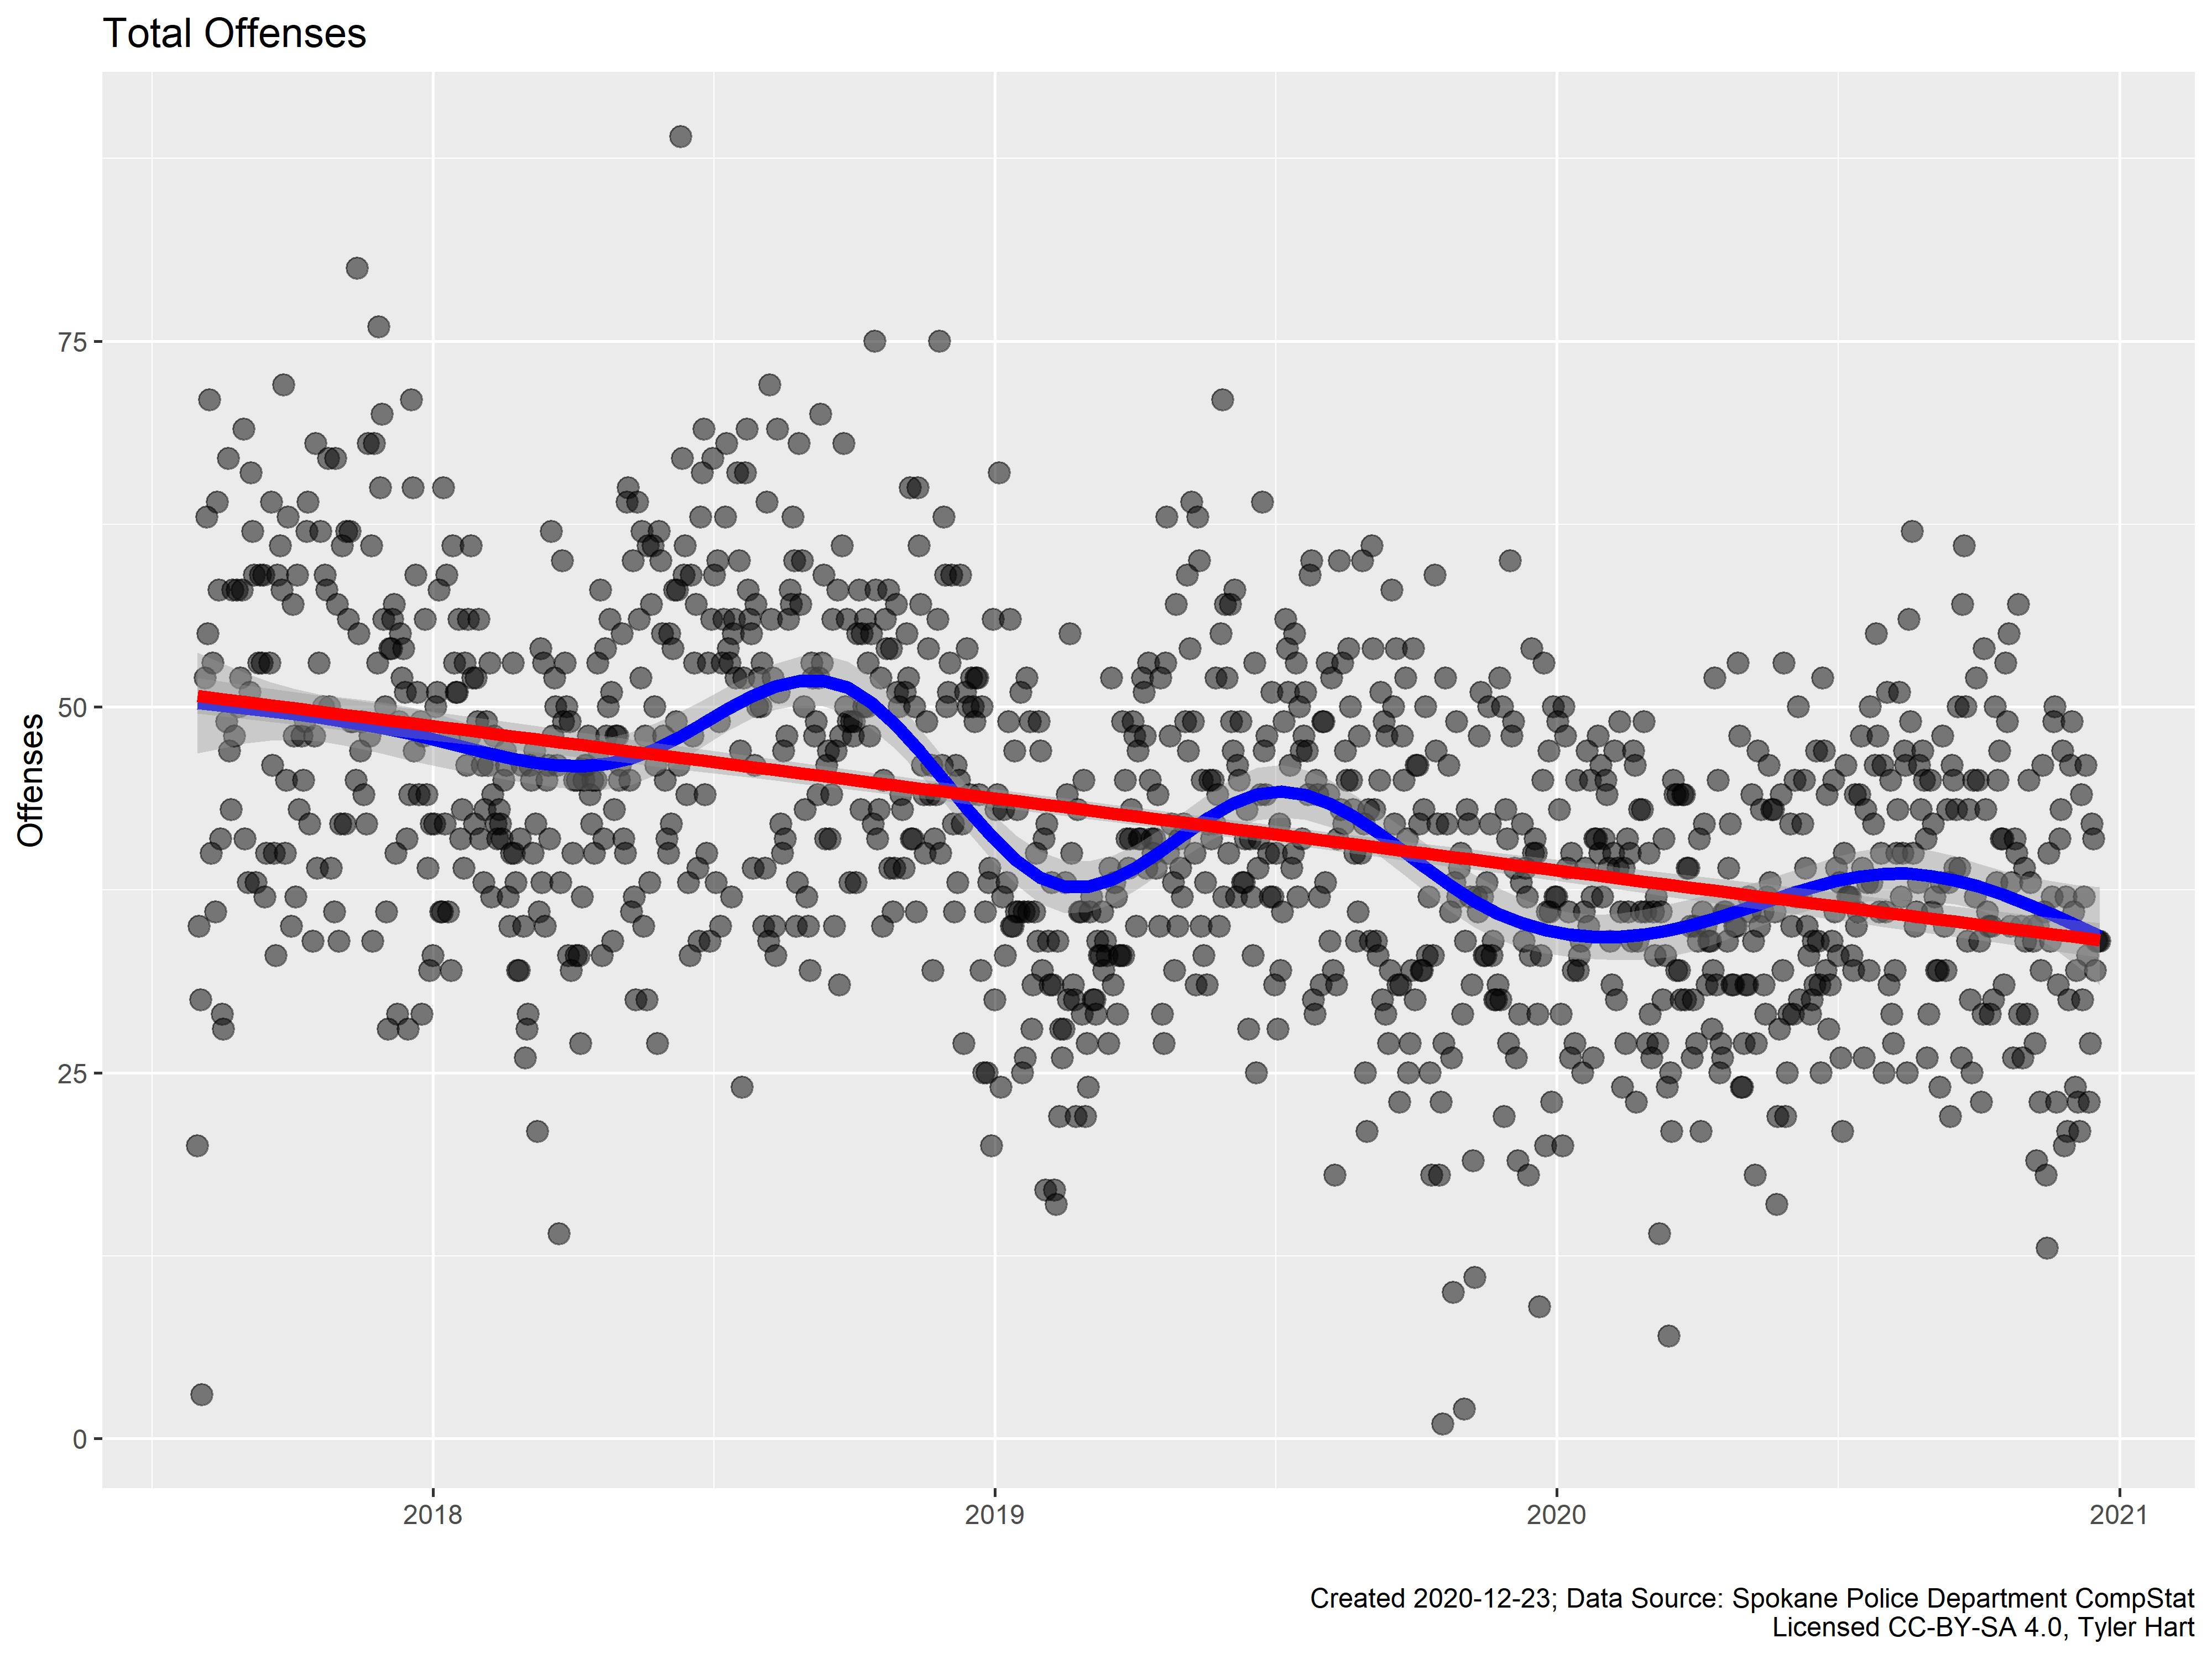 Total Offenses
Offenses
75
50
25
0
2018
2019
2020
2021
Created 2020-12-23; Data Source: Spokane Police Department CompStat
Licensed CC-BY-SA 4.0, Tyler Hart